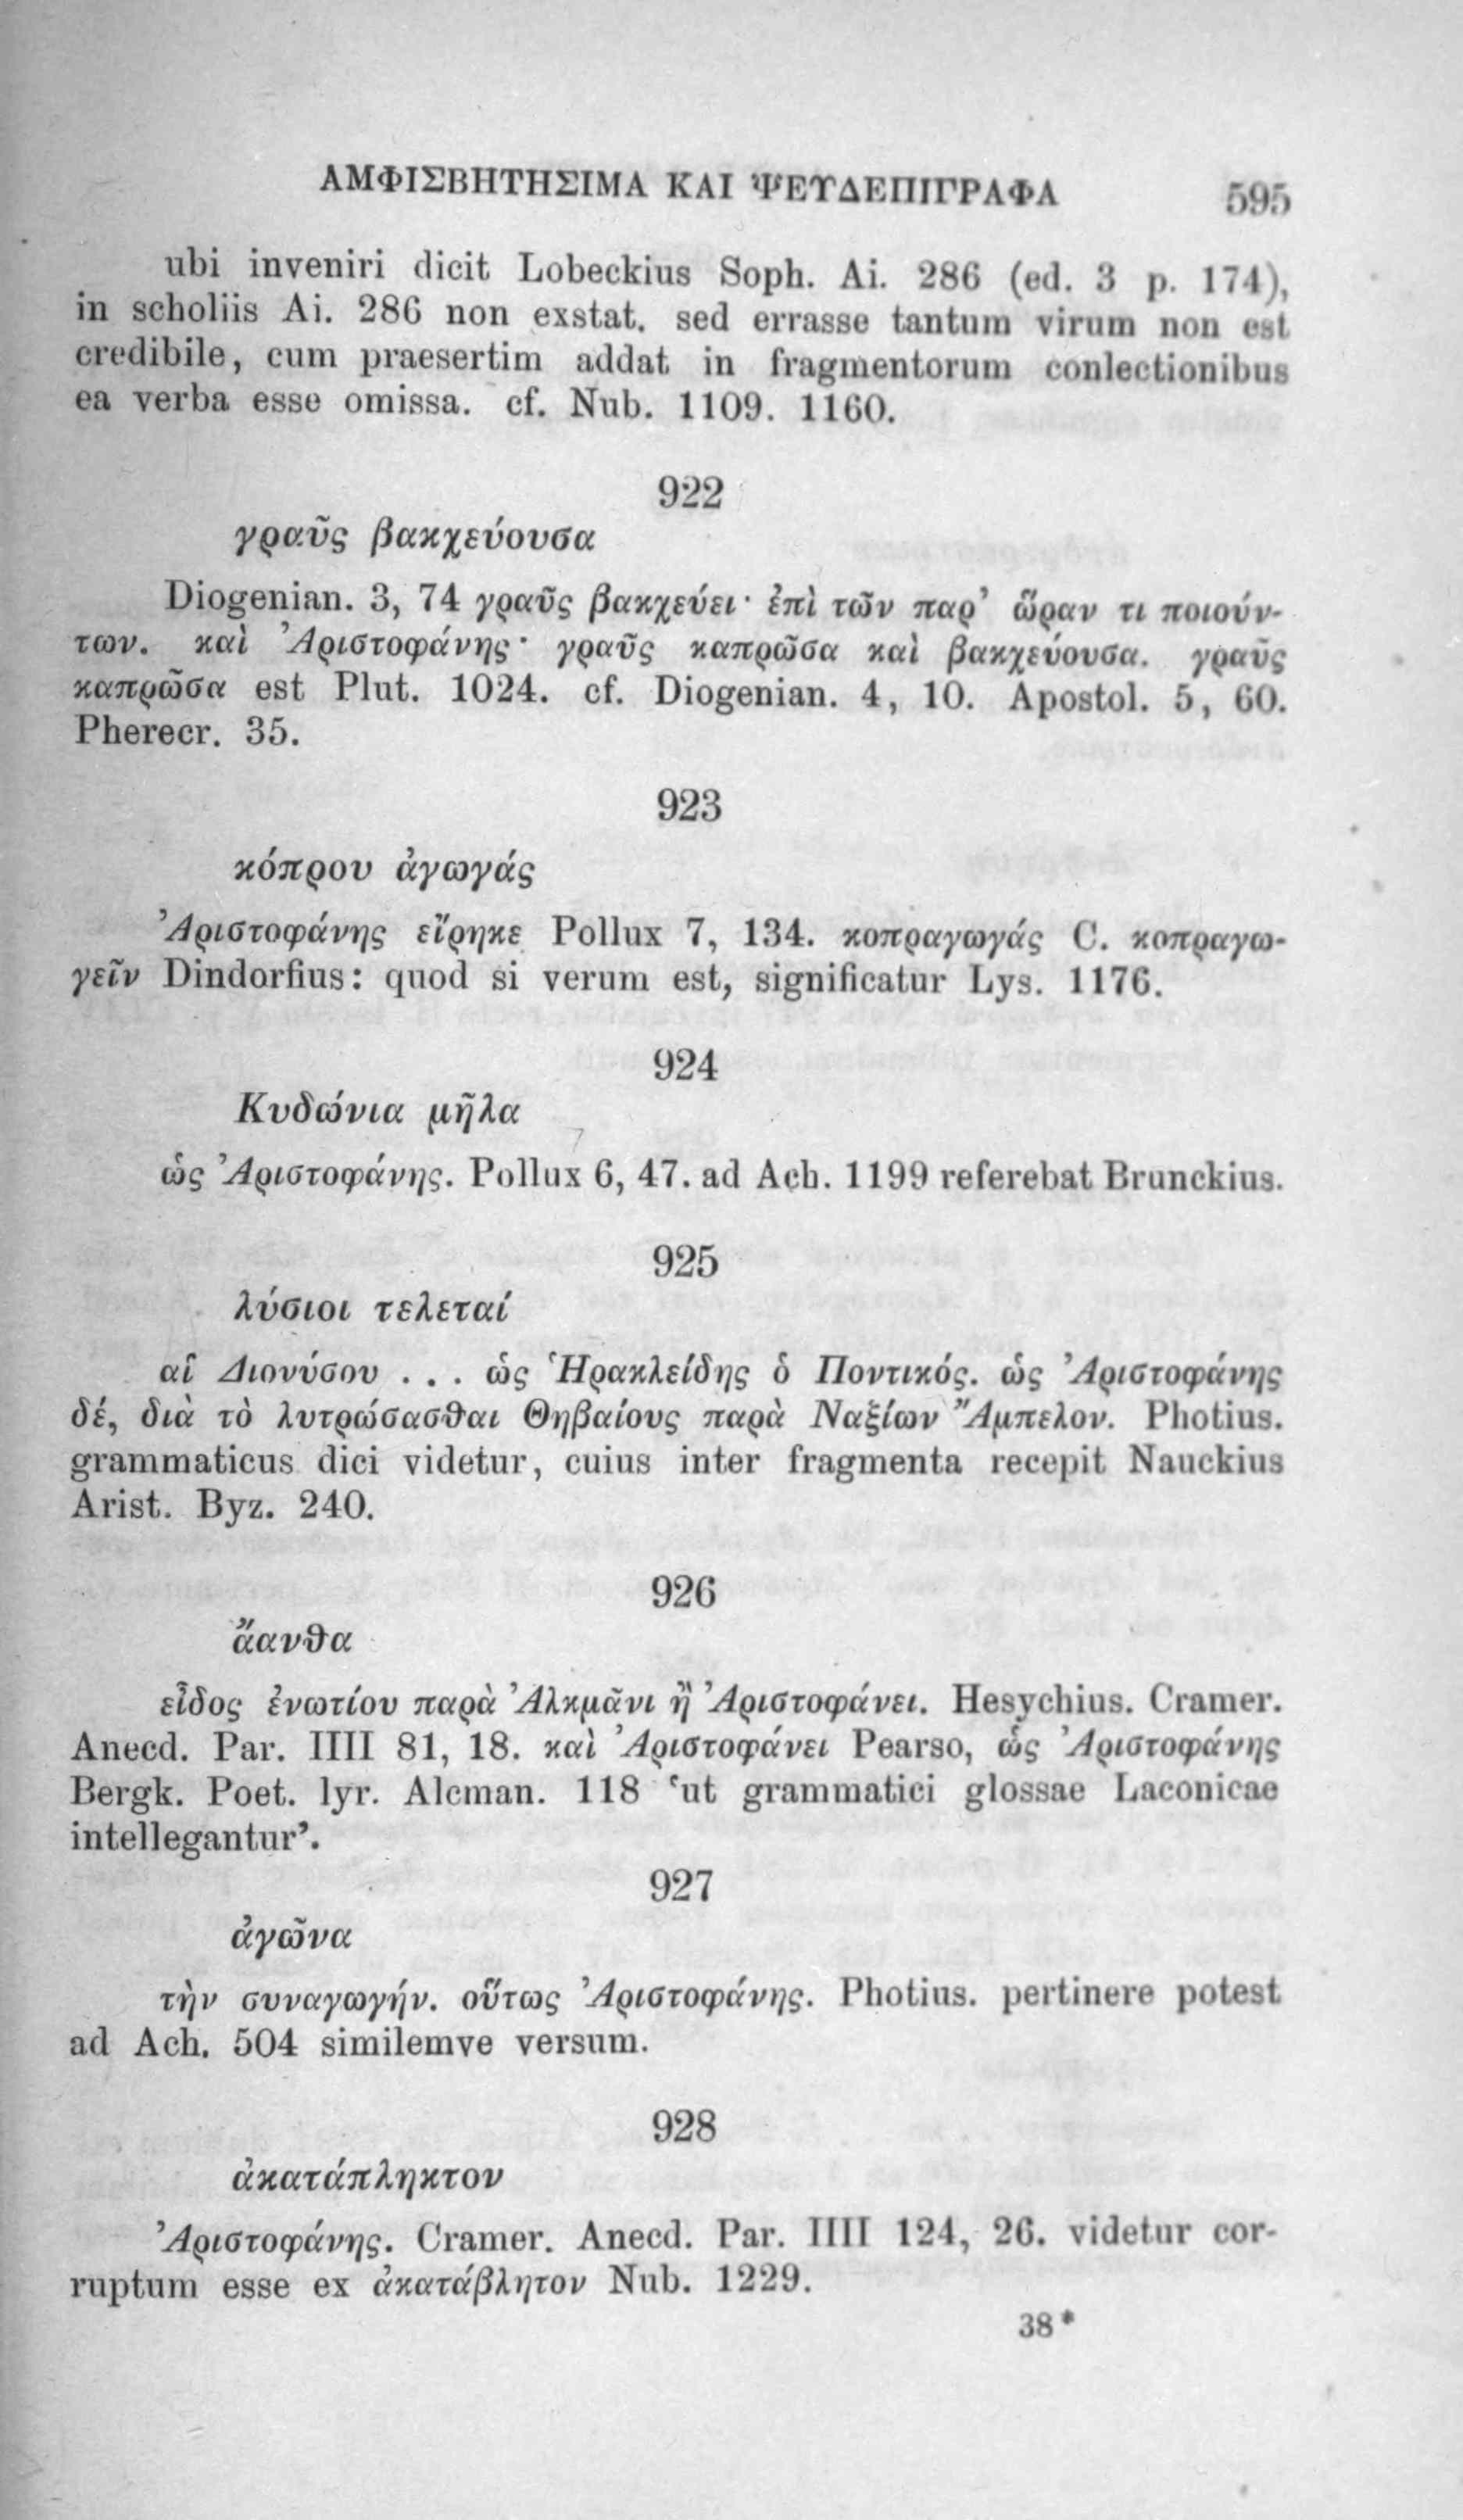 ΑΜΦΙΣΒΗΤΗΣΙΜΑ ΚΑΙ ΨΕΥΔΕΠΙΓΡΑΦΑ 595
ubi inveniri dicit Lobeckius Soph. Ai. 286 (ed. 3 p. 174),
in scholiis Ai. 286 non exstat. sed errasse tantum virum non est
credibile, cum praesertim addat in fragmentorum conlectionibus
ea verba esse omissa. cf. Nub. 1109. 1160.
922
γραῦς βακχεύουσα
Diogenian. 3, 74 γραῦς βακχεύει· ἐπὶ τῶν παρ’ ὥραν τι ποιούν-
των. καὶ Ἀριστοφάνης· γραῦς καπρῶσα καὶ βακχεύουσα. γραῦς
καπρῶσα est Plut. 1024. cf. Diogenian. 4, 10. Apostol. 5, 60.
Pherecr. 35.
923
κόπρου ἀγωγάς
Ἀριστοφάνης εἴρηκε Pollux 7, 134. κοπραγωγάς C. κοπραγω-
γεῖν Dindorfius: quod si verum est, significatur Lys. 1176.
924
Κυδώνια μῆλα
ὡς Ἀριστοφάνης. Pollux 6, 47. ad Ach. 1199 referebat Brunckius.
925
λύσιοι τελεταί
αἱ Διονύσου . . . ὡς Ἡρακλείδης ὁ Ποντικός. ὡς Ἀριστοφάνης
δέ, διὰ τὸ λυτρώσασθαι Θηβαίους παρὰ Ναξίων Ἄμπελον. Photius.
grammaticus dici videtur, cuius inter fragmenta recepit Nauckius
Arist. Byz. 240.
926
ἄανθα
εἶδος ἐνωτίου παρὰ Ἀλκμᾶνι ἢ Ἀριστοφάνει. Hesychius. Cramer.
Anecd. Par. IIII 81, 18. καὶ Ἀριστοφάνει Pearso, ὡς Ἀριστοφάνης
Bergk. Poet. lyr. Alcman. 118 ‘ut grammatici glossae Laconicae
intellegantur’.
927
ἀγῶνα
τὴν συναγωγήν. οὕτως Ἀριστοφάνης. Photius. pertinere potest
ad Ach. 504 similemve versum.
928
ἀκατάπληκτον
Ἀριστοφάνης. Cramer. Anecd. Par. IIII 124, 26. videtur cor-
ruptum esse ex ἀκατάβλητον Nub. 1229.
38*